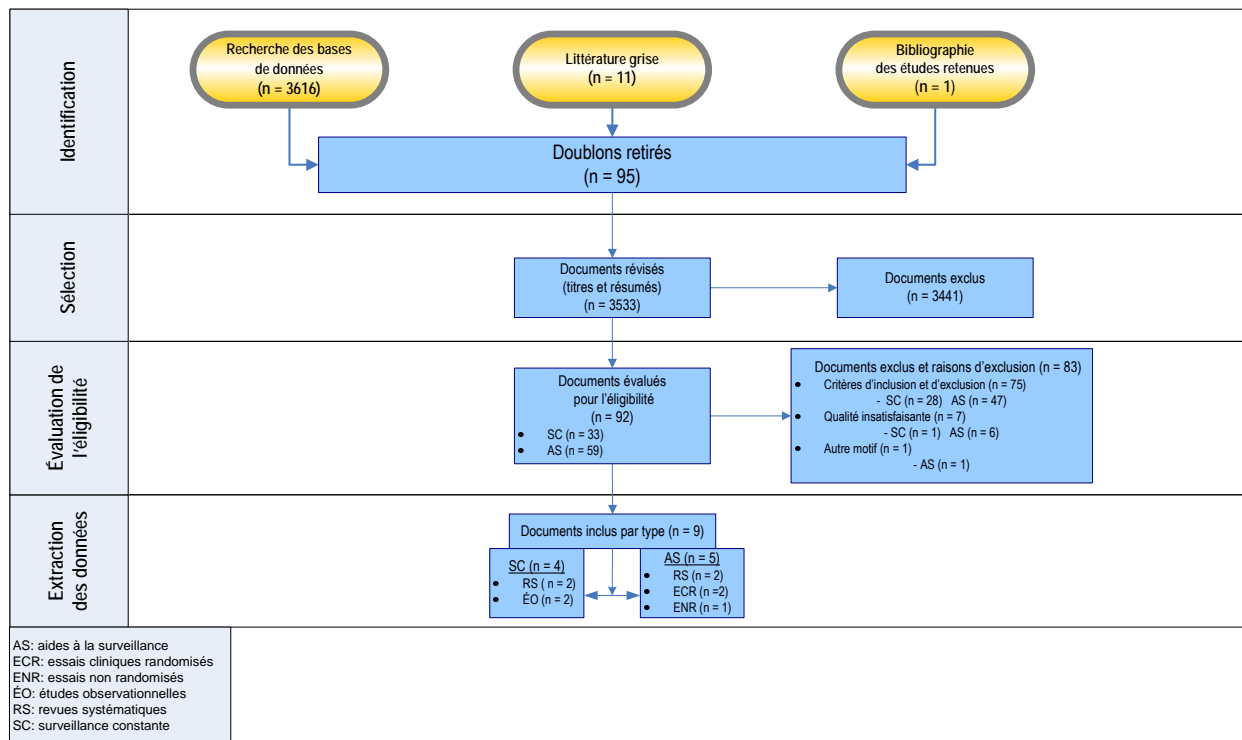 Identification
Recherche des bases
de données
(n = 3616)
Littérature grise
(n = 11)
Bibliographie
des études retenues
(n = 1)
Doublons retirés
(n = 95)
Sélection
Documents révisés
(titres et résumés)
(n = 3533)
Documents exclus
(n = 3441)
Évaluation de
l'éligibilité
Documents évalués
pour l'éligibilité
(n = 92)
• SC (n = 33)
• AS (n = 59)
Documents exclus et raisons d'exclusion (n = 83)
• Critères d'inclusion et d'exclusion (n = 75)
- SC (n = 28) AS (n = 47)
• Qualité insatisfaisante (n = 7)
- SC (n = 1) AS (n = 6)
• Autre motif (n = 1)
- AS (n = 1)
Extraction
des données
Documents inclus par type (n = 9)
SC (n = 4)
• RS ( n = 2)
• ÉO (n = 2)
AS (n = 5)
• RS (n = 2)
• ECR (n =2)
• ENR (n = 1)
AS: aides à la surveillance
ECR: essais cliniques randomisés
ENR: essais non randomisés
ÉO: études observationnelles
RS: revues systématiques
SC: surveillance constante